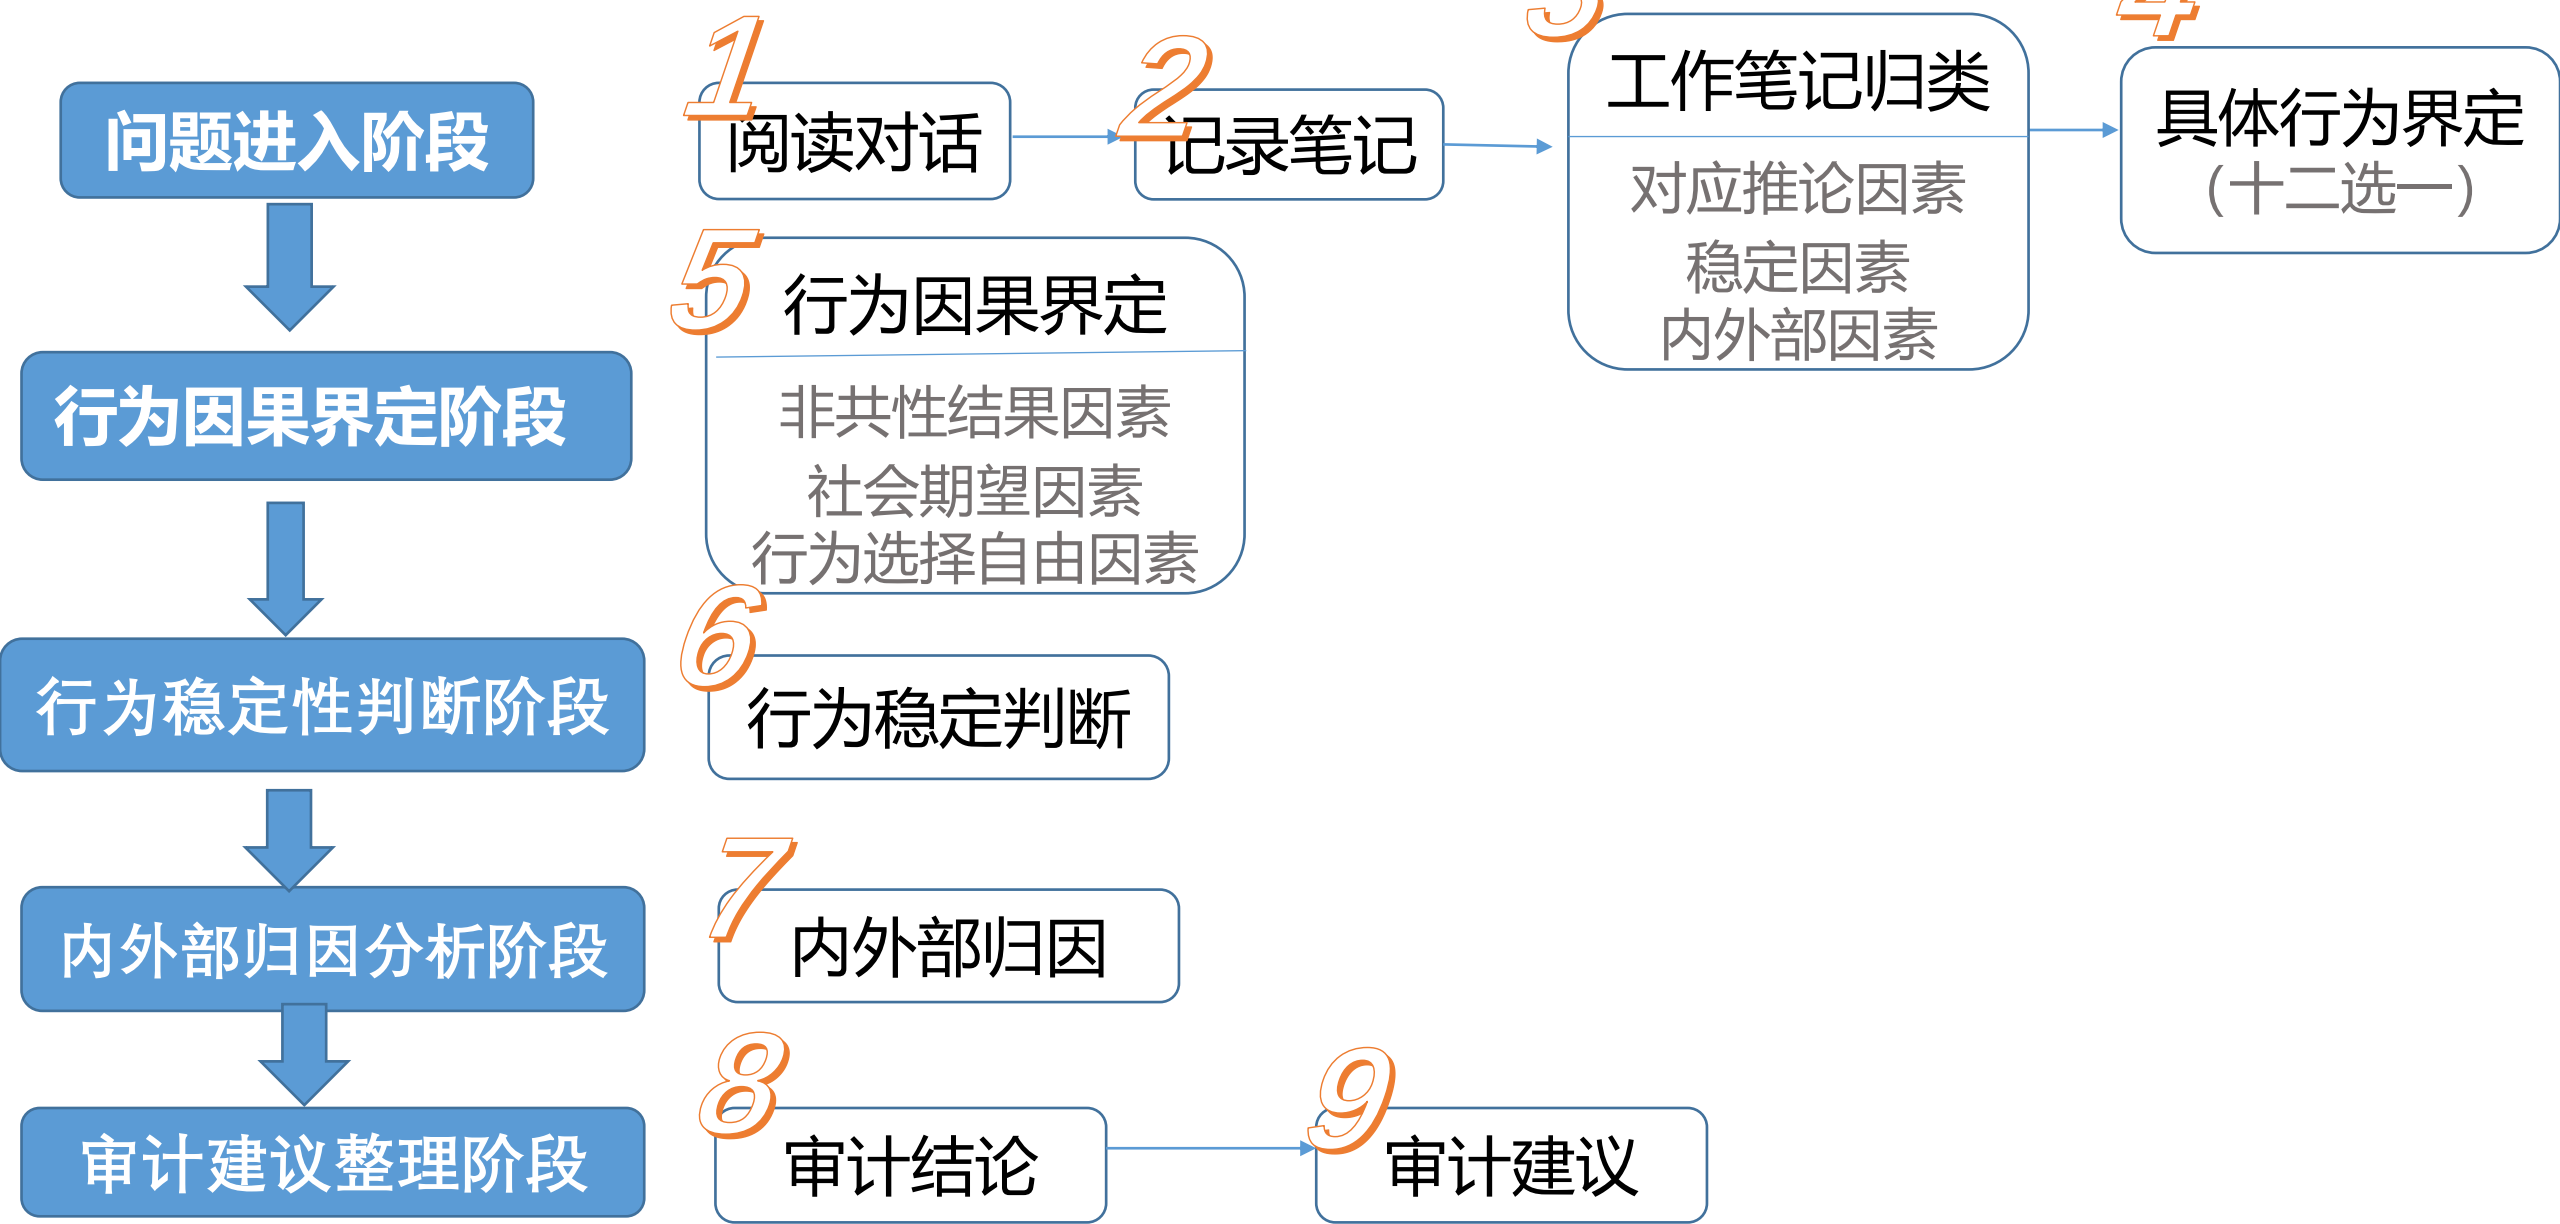 问题进入阶段
1
阅读对话
2
记录笔记
3
工作笔记归类
对应推论因素
稳定因素
内外部因素
4
具体行为界定
(十二选一)
行为因果界定阶段
5
行为因果界定
非共性结果因素
社会期望因素
行为选择自由因素
行为稳定性判断阶段
6
行为稳定判断
内外部归因分析阶段
7
内外部归因
审计建议整理阶段
8
审计结论
9
审计建议